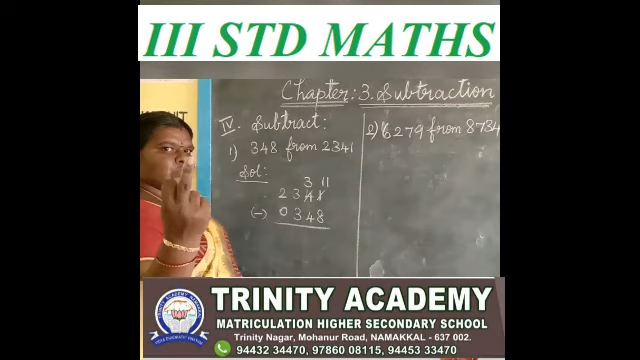 III STD MATHS
Chapter: 3. Subtraction
IV. Subtract:
1) 348 from 2341
Sol:
3 11
2 3 4 1
(-) 0 3 4 8
2) 6279 from 8734
TRINITY ACADEMY
MATRICULATION HIGHER SECONDARY SCHOOL
Trinity Nagar, Mohanur Road, NAMAKKAL - 637 002.
94432 34470, 97860 08115, 94453 33470